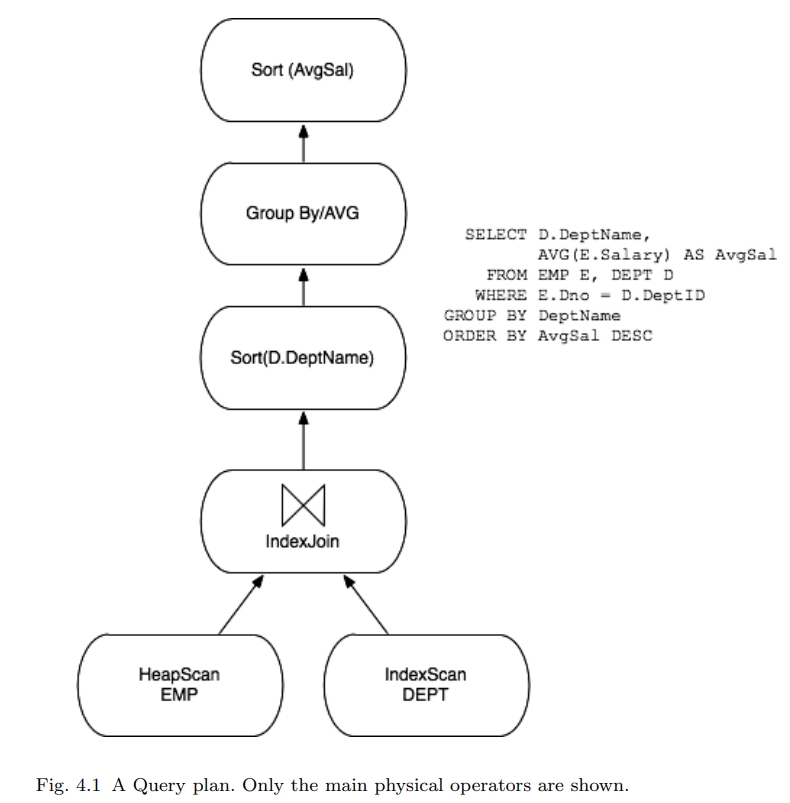 Sort (AvgSal)
Group By/AVG
SELECT D.DeptName,
AVG(E.Salary) AS AvgSal
FROM EMP E, DEPT D
WHERE E.Dno = D.DeptID
GROUP BY DeptName
ORDER BY AvgSal DESC
Sort(D.DeptName)
IndexJoin
HeapScan
EMP
IndexScan
DEPT
Fig. 4.1 A Query plan. Only the main physical operators are shown.